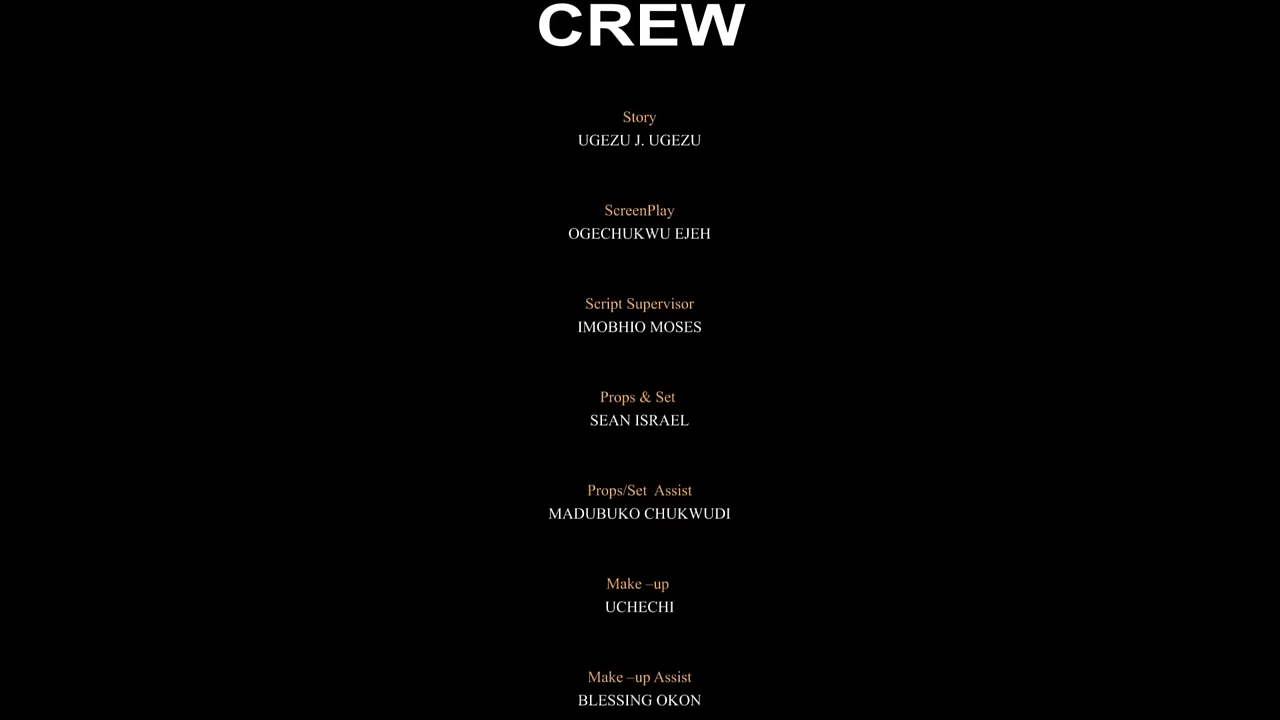 CREW
Story
UGEZU J. UGEZU
ScreenPlay
OGECHUKWU EJEH
Script Supervisor
IMOBHIO MOSES
Props & Set
SEAN ISRAEL
Props/Set  Assist
MADUBUKO CHUKWUDI
Make –up
UCHECHI
Make –up Assist
BLESSING OKON